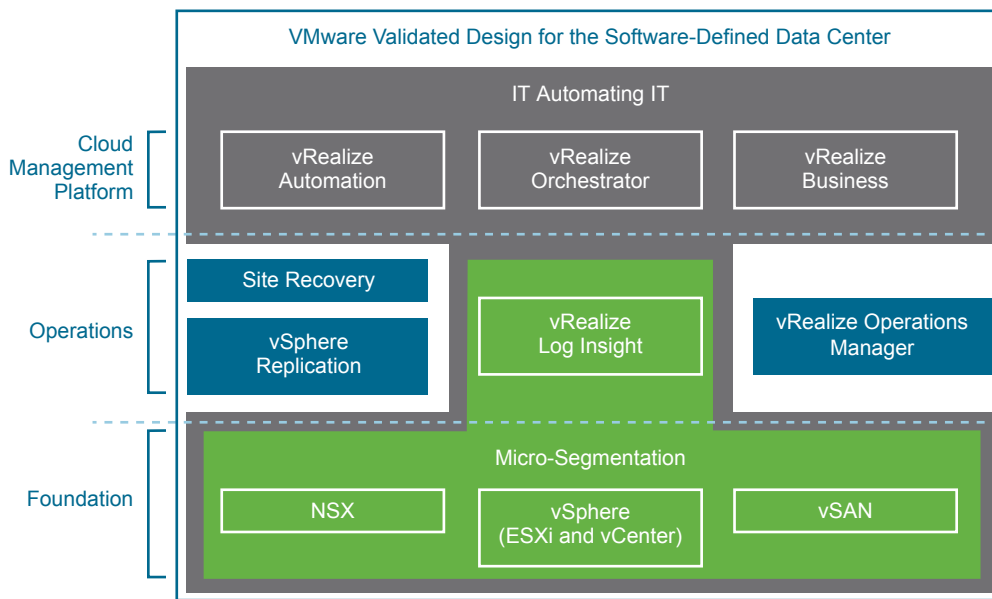 VMware Validated Design for the Software-Defined Data Center
IT Automating IT
Cloud
Management
Platform
vRealize
Automation
vRealize
Orchestrator
vRealize
Business
Operations
Site Recovery
vSphere
Replication
vRealize
Log Insight
vRealize Operations
Manager
Foundation
Micro-Segmentation
NSX
vSphere
(ESXi and vCenter)
vSAN